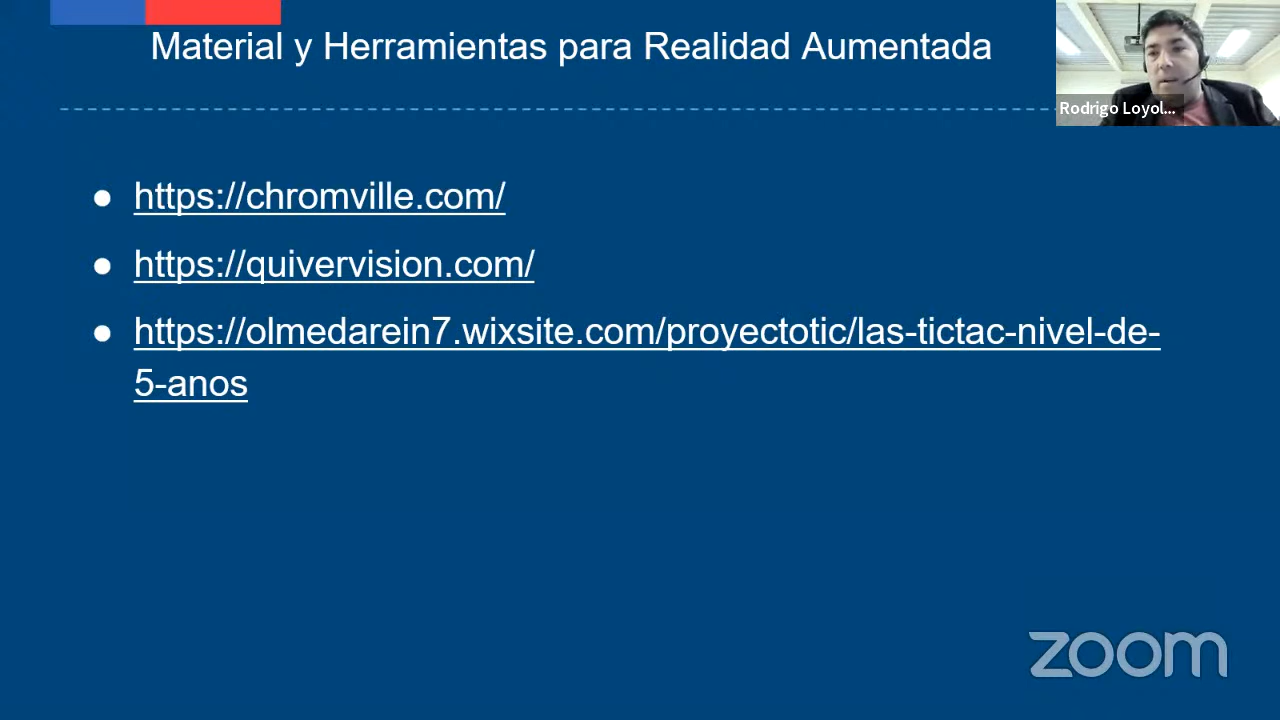 Material y Herramientas para Realidad Aumentada
Rodrigo Loyol...
● https://chromville.com/
● https://quivervision.com/
● https://olmedarein7.wixsite.com/proyectotic/las-tictac-nivel-de-
5-anos
zoom